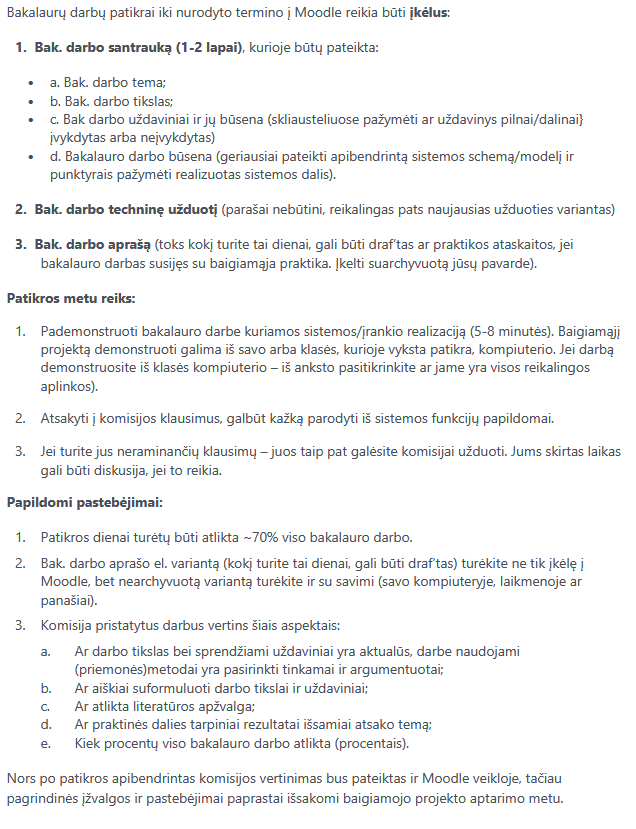 Bakalaurų darbų patikrai iki nurodyto termino į Moodle reikia būti įkėlus:
1. Bak. darbo santrauką (1-2 lapai), kurioje būtų pateikta:
• a. Bak. darbo tema;
• b. Bak. darbo tikslas;
• c. Bak darbo uždaviniai ir jų būsena (skliausteliuose pažymėti ar uždavinys pilnai/dalinai}
įvykdytas arba neįvykdytas)
• d. Bakalauro darbo būsena (geriausiai pateikti apibendrintą sistemos schemą/modelį ir
punktyrais pažymėti realizuotas sistemos dalis).
2. Bak. darbo techninę užduotį (parašai nebūtini, reikalingas pats naujausias užduoties variantas)
3. Bak. darbo aprašą (toks kokį turite tai dienai, gali būti draf’tas ar praktikos ataskaitos, jei
bakalauro darbas susijęs su baigiamąja praktika. Įkelti suarchyvuotą jūsų pavarde).
Patikros metu reiks:
1. Pademonstruoti bakalauro darbe kuriamos sistemos/įrankio realizaciją (5-8 minutės). Baigiamąjį
projektą demonstruoti galima iš savo arba klasės, kurioje vyksta patikra, kompiuterio. Jei darbą
demonstruosite iš klasės kompiuterio – iš anksto pasitikrinkite ar jame yra visos reikalingos
aplinkos).
2. Atsakyti į komisijos klausimus, galbūt kažką parodyti iš sistemos funkcijų papildomai.
3. Jei turite jus neraminančių klausimų – juos taip pat galėsite komisijai užduoti. Jums skirtas laikas
gali būti diskusija, jei to reikia.
Papildomi pastebėjimai:
1. Patikros dienai turėtų būti atlikta ~70% viso bakalauro darbo.
2. Bak. darbo aprašo el. variantą (kokį turite tai dienai, gali būti draf’tas) turėkite ne tik įkėlę į
Moodle, bet nearchyvuotą variantą turėkite ir su savimi (savo kompiuteryje, laikmenoje ar
panašiai).
3. Komisija pristatytus darbus vertins šiais aspektais:
a. Ar darbo tikslas bei sprendžiami uždaviniai yra aktualūs, darbe naudojami
(priemonės)metodai yra pasirinkti tinkamai ir argumentuotai;
b. Ar aiškiai suformuluoti darbo tikslai ir uždaviniai;
c. Ar atlikta literatūros apžvalga;
d. Ar praktinės dalies tarpiniai rezultatai išsamiai atsako temą;
e. Kiek procentų viso bakalauro darbo atlikta (procentais).
Nors po patikros apibendrintas komisijos vertinimas bus pateiktas ir Moodle veikloje, tačiau
pagrindinės įžvalgos ir pastebėjimai paprastai išsakomi baigiamojo projekto aptarimo metu.